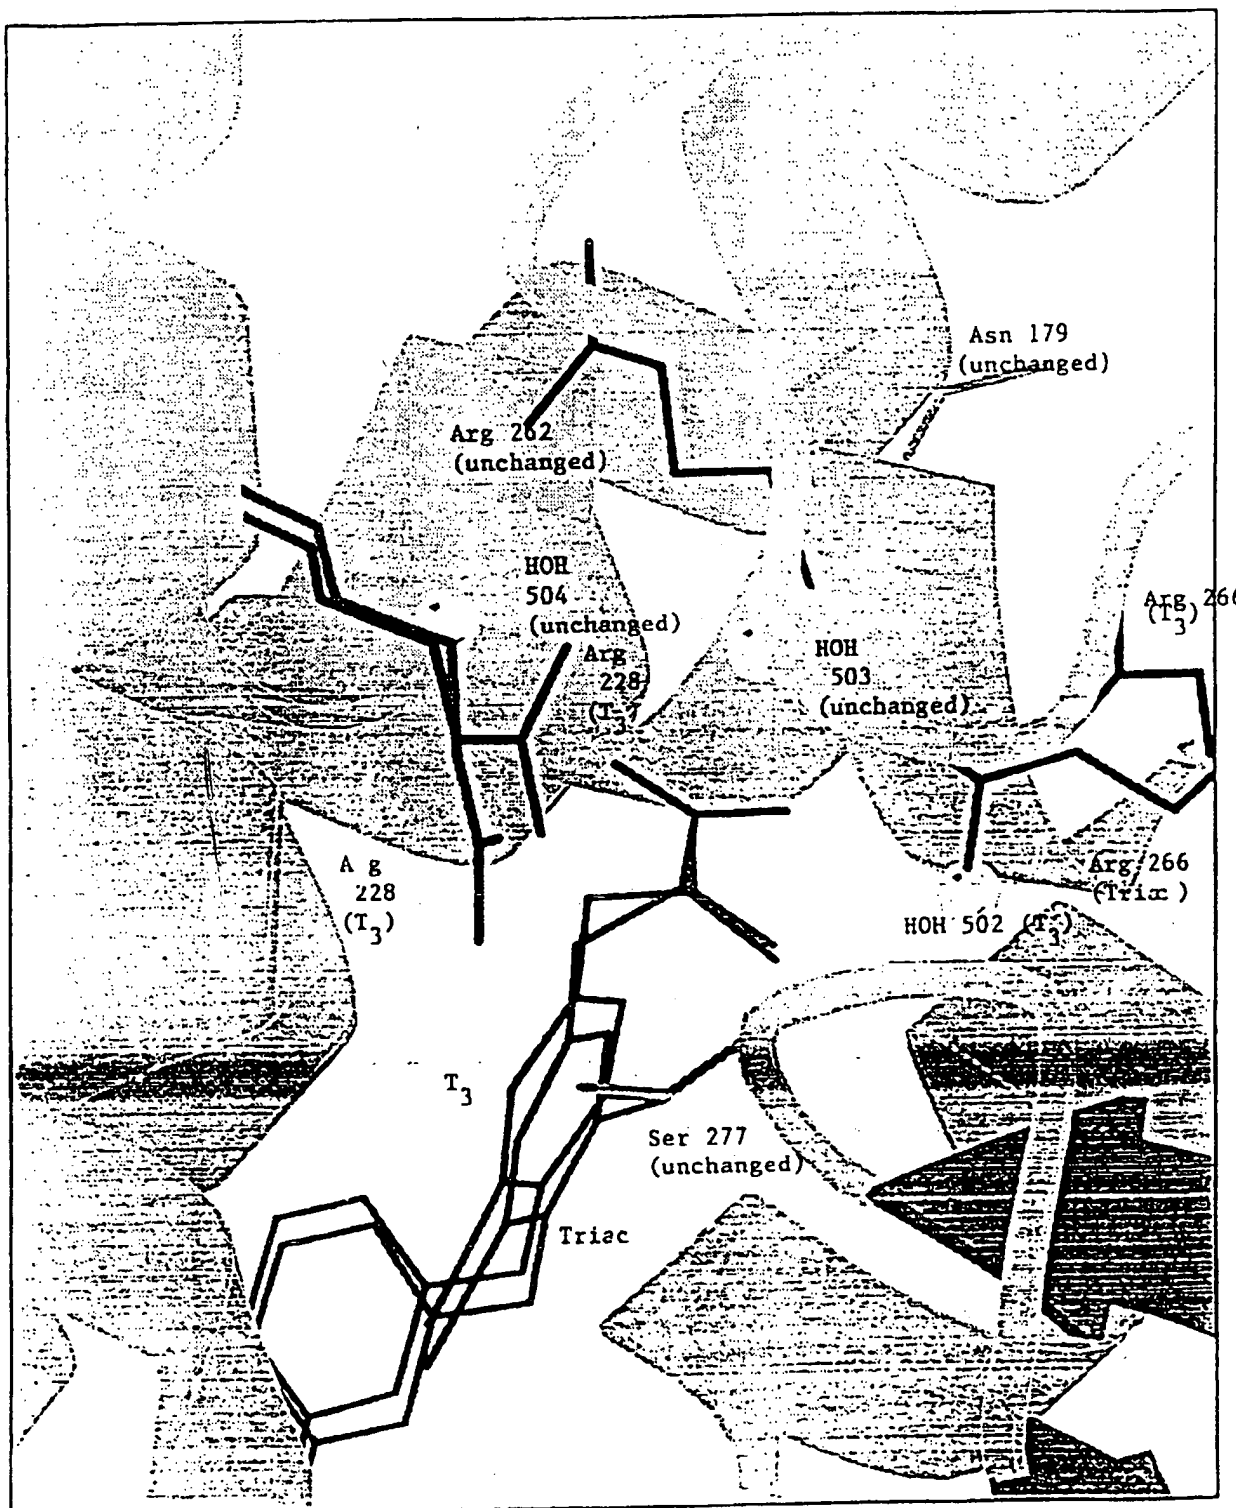 Asn 179
(unchanged)
Arg 262
(unchanged)
HOH
504
(unchanged)
Arg
228
(T3)
HOH
503
(unchanged)
Arg 266
(T3)
A g
228
(T3)
Arg 266
(Triac)
HOH 502 (T3)
T3
Ser 277
(unchanged)
Triac